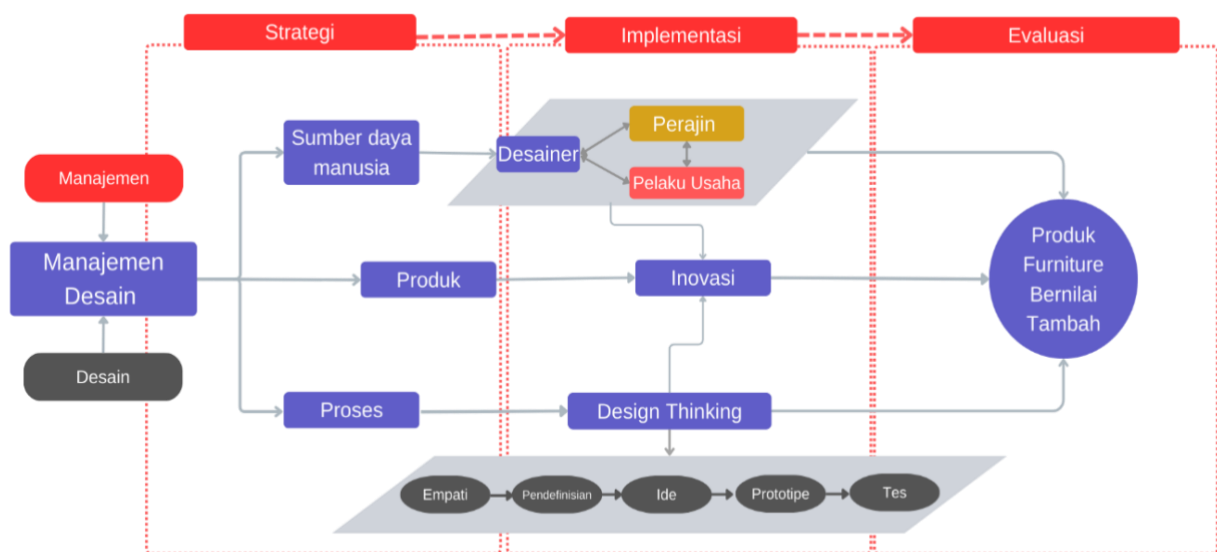 Strategi
Implementasi
Evaluasi
Sumber daya
manusia
Desainer
Perajin
Pelaku Usaha
Manajemen
Manajemen
Desain
Desain
Produk
Inovasi
Produk
Furniture
Bernilai
Tambah
Proses
Design Thinking
Empati
Pendefinisian
Ide
Prototipe
Tes